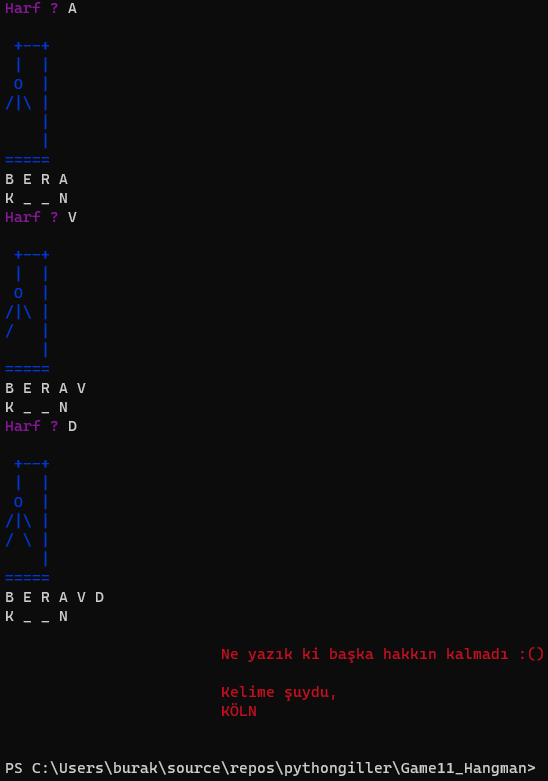 Harf ? A
 +--+
 |  |
 O  |
/|\ |
    |
    |
=====
B E R A
K _ _ N
Harf ? V
 +--+
 |  |
 O  |
/|\ |
/   |
    |
=====
B E R A V
K _ _ N
Harf ? D
 +--+
 |  |
 O  |
/|\ |
/ \ |
    |
=====
B E R A V D
K _ _ N
Ne yazık ki başka hakkın kalmadı :()
Kelime şuydu,
KÖLN
PS C:\Users\burak\source\repos\pythongiller\Game11_Hangman>